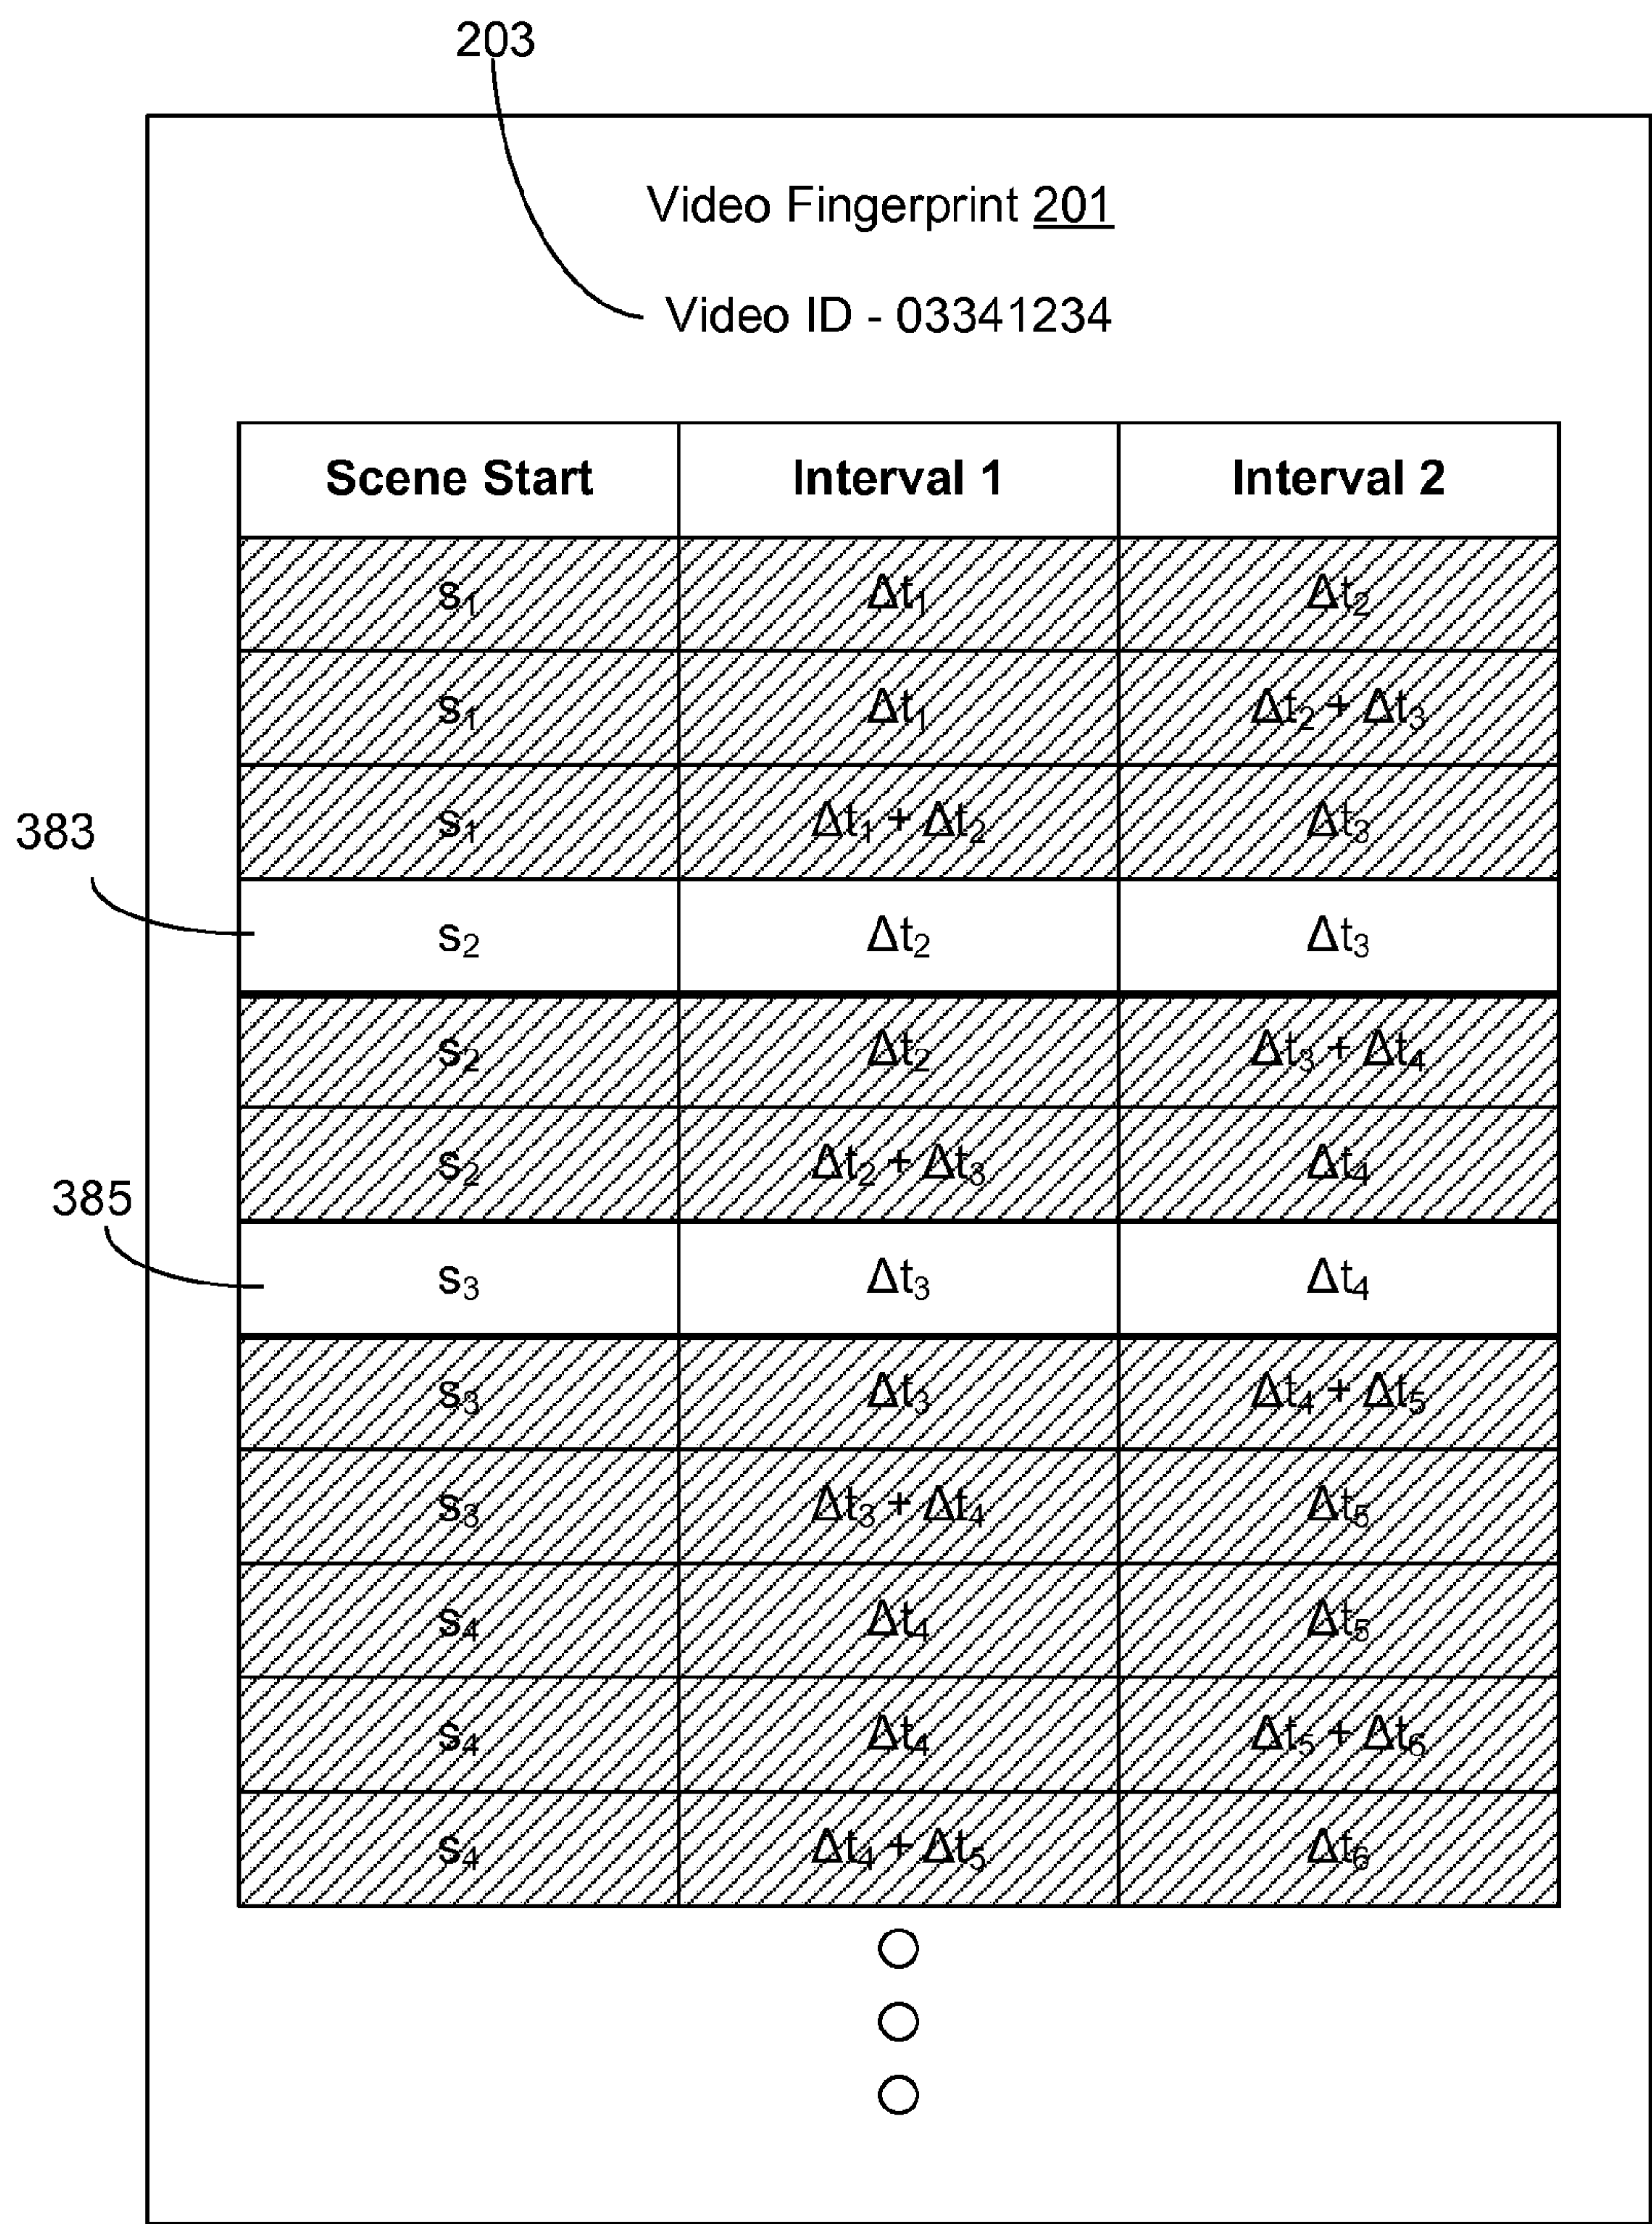 203
Video Fingerprint 201
Video ID - 03341234
Scene Start Interval 1 Interval 2
s₁ Δt₁ Δt₂
s₁ Δt₁ Δt₂ + Δt₃
s₁ Δt₁ + Δt₂ Δt₃
383
s₂ Δt₂ Δt₃
s₂ Δt₂ Δt₃ + Δt₄
s₂ Δt₂ + Δt₃ Δt₄
385
s₃ Δt₃ Δt₄
s₃ Δt₃ Δt₄ + Δt₅
s₃ Δt₃ + Δt₄ Δt₅
s₄ Δt₄ Δt₅
s₄ Δt₄ Δt₅ + Δt₆
s₄ Δt₄ + Δt₅ Δt₆